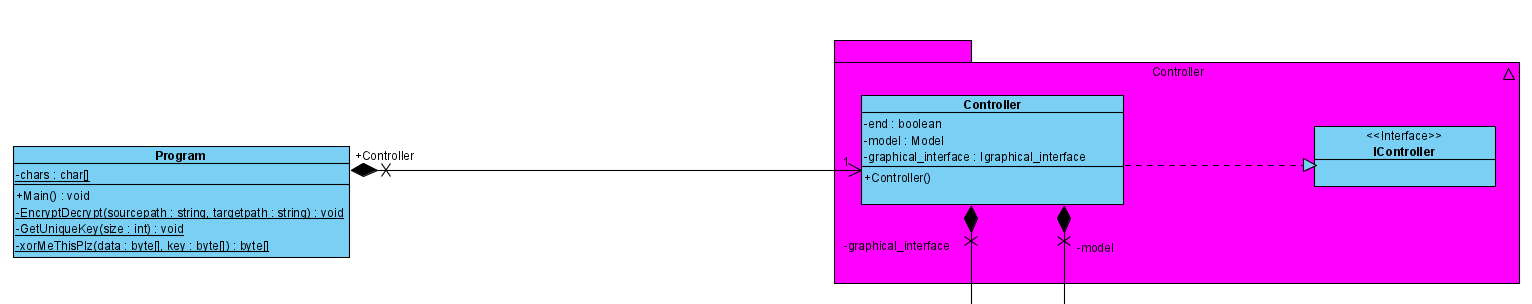 Program
-chars : char[]
+Main() : void
-EncryptDecrypt(sourcepath : string, targetpath : string) : void
-GetUniqueKey(size : int) : void
-xorMeThisPlz(data : byte[], key : byte[]) : byte[]
+Controller
1
Controller
Controller
-end : boolean
-model : Model
-graphical_interface : Igraphical_interface
+Controller()
<<Interface>>
IController
-graphical_interface
-model